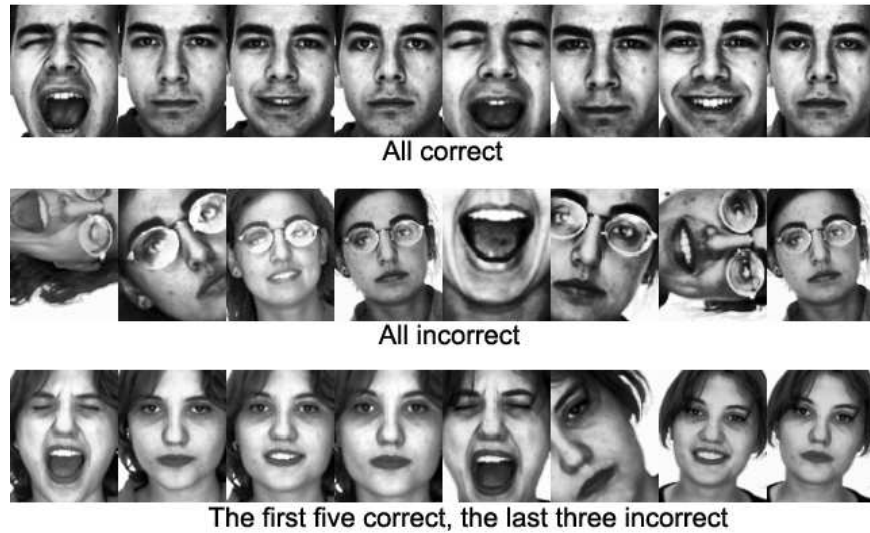 All correct
All incorrect
The first five correct, the last three incorrect